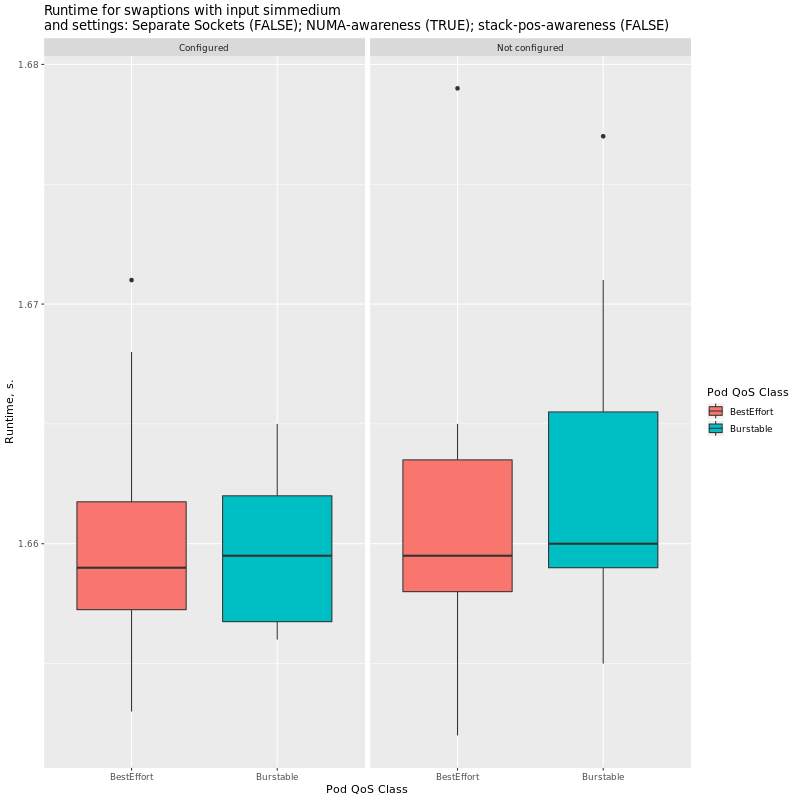 Runtime for swaptions with input simmedium
and settings: Separate Sockets (FALSE); NUMA-awareness (TRUE); stack-pos-awareness (FALSE)
Configured
Not configured
1.68
1.67
1.66
Runtime, s.
BestEffort
Burstable
BestEffort
Burstable
Pod QoS Class
Pod QoS Class
BestEffort
Burstable